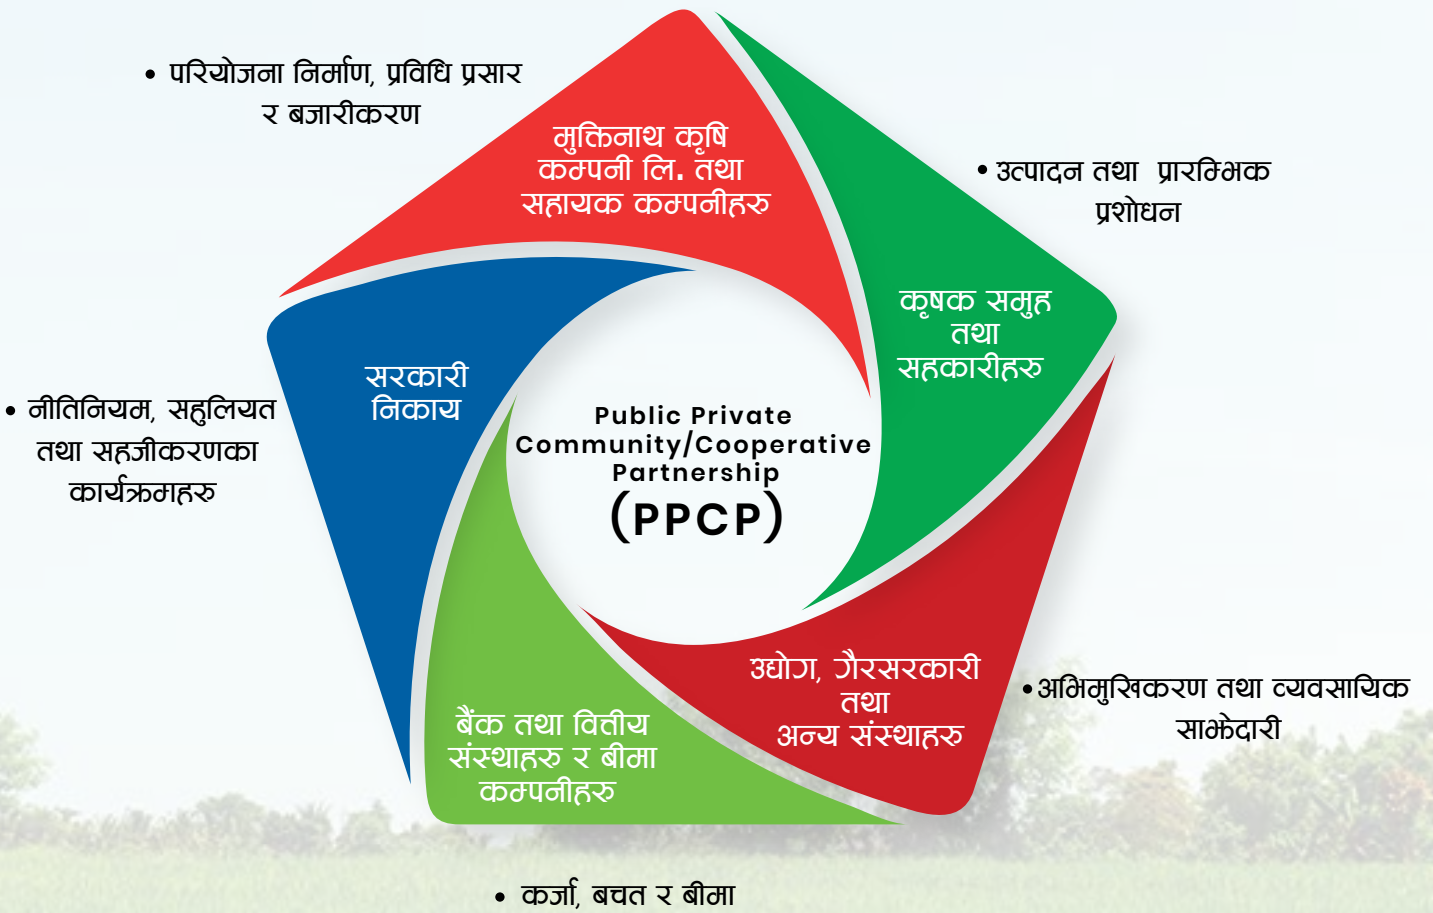 • परियोजना निर्माण, प्रविधि प्रसार
र बजारीकरण
मुक्तिनाथ कृषि
कम्पनी लि. तथा
सहायक कम्पनीहरु
• उत्पादन तथा प्रारम्भिक
प्रशोधन
कृषक समुह
तथा
सहकारीहरु
सरकारी
निकाय
• नीतिनियम, सहुलियत
तथा सहजीकरणका
कार्यक्रमहरु
Public Private
Community/Cooperative
Partnership
(PPCP)
उद्योग, गैरसरकारी
तथा
अन्य संस्थाहरु
• अभिमुखिकरण तथा व्यवसायिक
साझेदारी
बैंक तथा वित्तीय
संस्थाहरु र बीमा
कम्पनीहरु
• कर्जा, बचत र बीमा